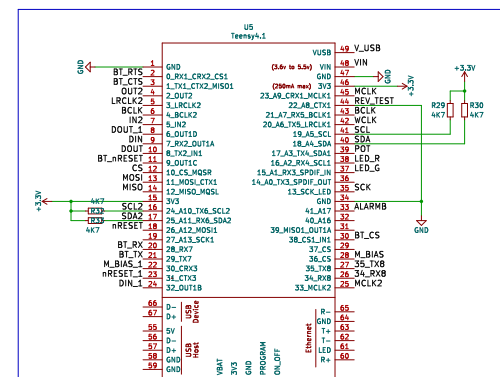 U5
Teensy4.1
VUSB 49 V_USB
GND 1 GND
(3.6v to 5.5v) VIN 48 VIN
BT_RTS 2 0_RX1_CRX2_CS1
GND 47 GND
BT_CTS 3 1_TX1_CTX2_MISO1
(250mA max) 3V3 46 +3.3V
OUT2 4 2_OUT2
23_A9_CRX1_MCLK1 45 MCLK
LRCLK2 5 3_LRCLK2
22_A8_CTX1 44 REV_TEST
BCLK2 6 4_BCLK2
21_A7_RX5_BCLK1 43 BCLK
IN2 7 5_IN2
20_A6_TX5_LRCLK1 42 WCLK
DOUT_1 8 6_OUT1D
19_A5_SCL 41 SCL
DIN 9 7_RX2_OUT1A
18_A4_SDA 40 SDA
DOUT 10 8_TX2_IN1
17_A3_TX4_SDA1 39 POT
BT_nRESET 11 9_OUT1C
16_A2_RX4_SCL1 38 LED_R
CS 12 10_CS_MQSR
15_A1_RX3_SPDIF_IN 37 LED_G
MOSI 13 11_MOSI_CTX1
14_A0_TX3_SPDIF_OUT 36
MISO 14 12_MISO_MQSL
13_SCK_LED 35 SCK
+3.3V 15 3V3
GND 34 GND
SCL2 16 24_A10_TX6_SCL2
41_A17 33 ALARMB
SDA2 17 25_A11_RX6_SDA2
40_A16 32
nRESET 18 26_A12_MOSI1
39_MISO1_OUT1A 31
19 27_A13_SCK1
38_CS1_IN1 30 BT_CS
BT_RX 20 28_RX7
37_CS 29
BT_TX 21 29_TX7
36_CS 28 M_BIAS
M_BIAS_1 22 30_CRX3
35_TX8 27 35_TX8
nRESET_1 23 31_CTX3
34_RX8 26 34_RX8
DIN_1 24 32_OUT1B
33_MCLK2 25 MCLK2
+3.3V
R29
4K7
R30
4K7
4K7
4K7
66 D-
67 D+
USB
Device
55 5V
56 D-
57 D+
58 GND
59 GND
USB
Host
VBAT
3V3
GND
PROGRAM
ON_OFF
Ethernet
R- 65
GND 64
T+ 63
T- 62
LED 61
R+ 60